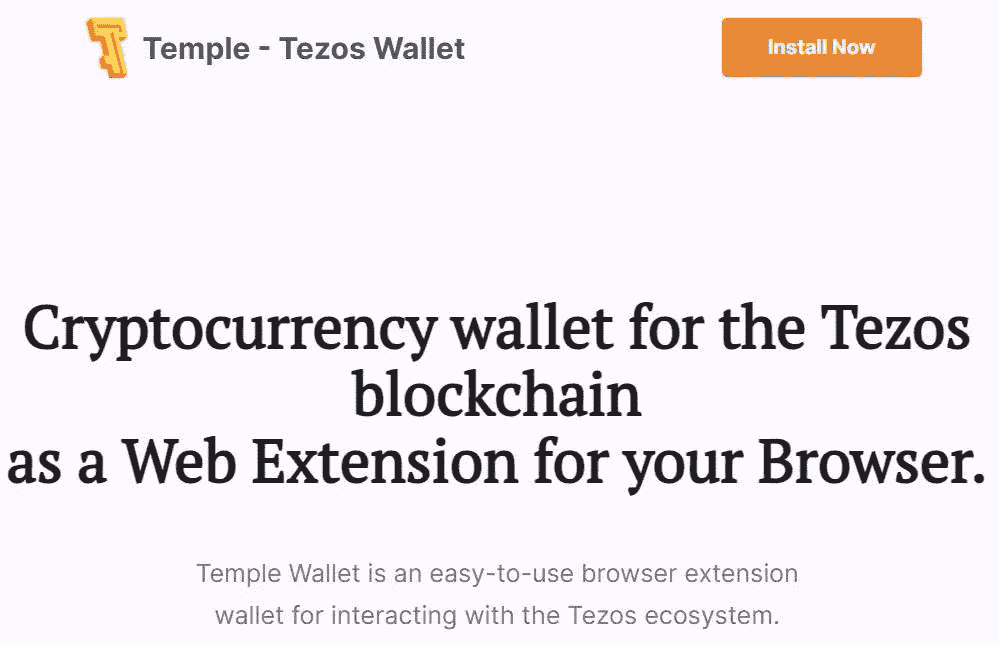 Temple - Tezos Wallet
Install Now
Cryptocurrency wallet for the Tezos
blockchain
as a Web Extension for your Browser.
Temple Wallet is an easy-to-use browser extension
wallet for interacting with the Tezos ecosystem.